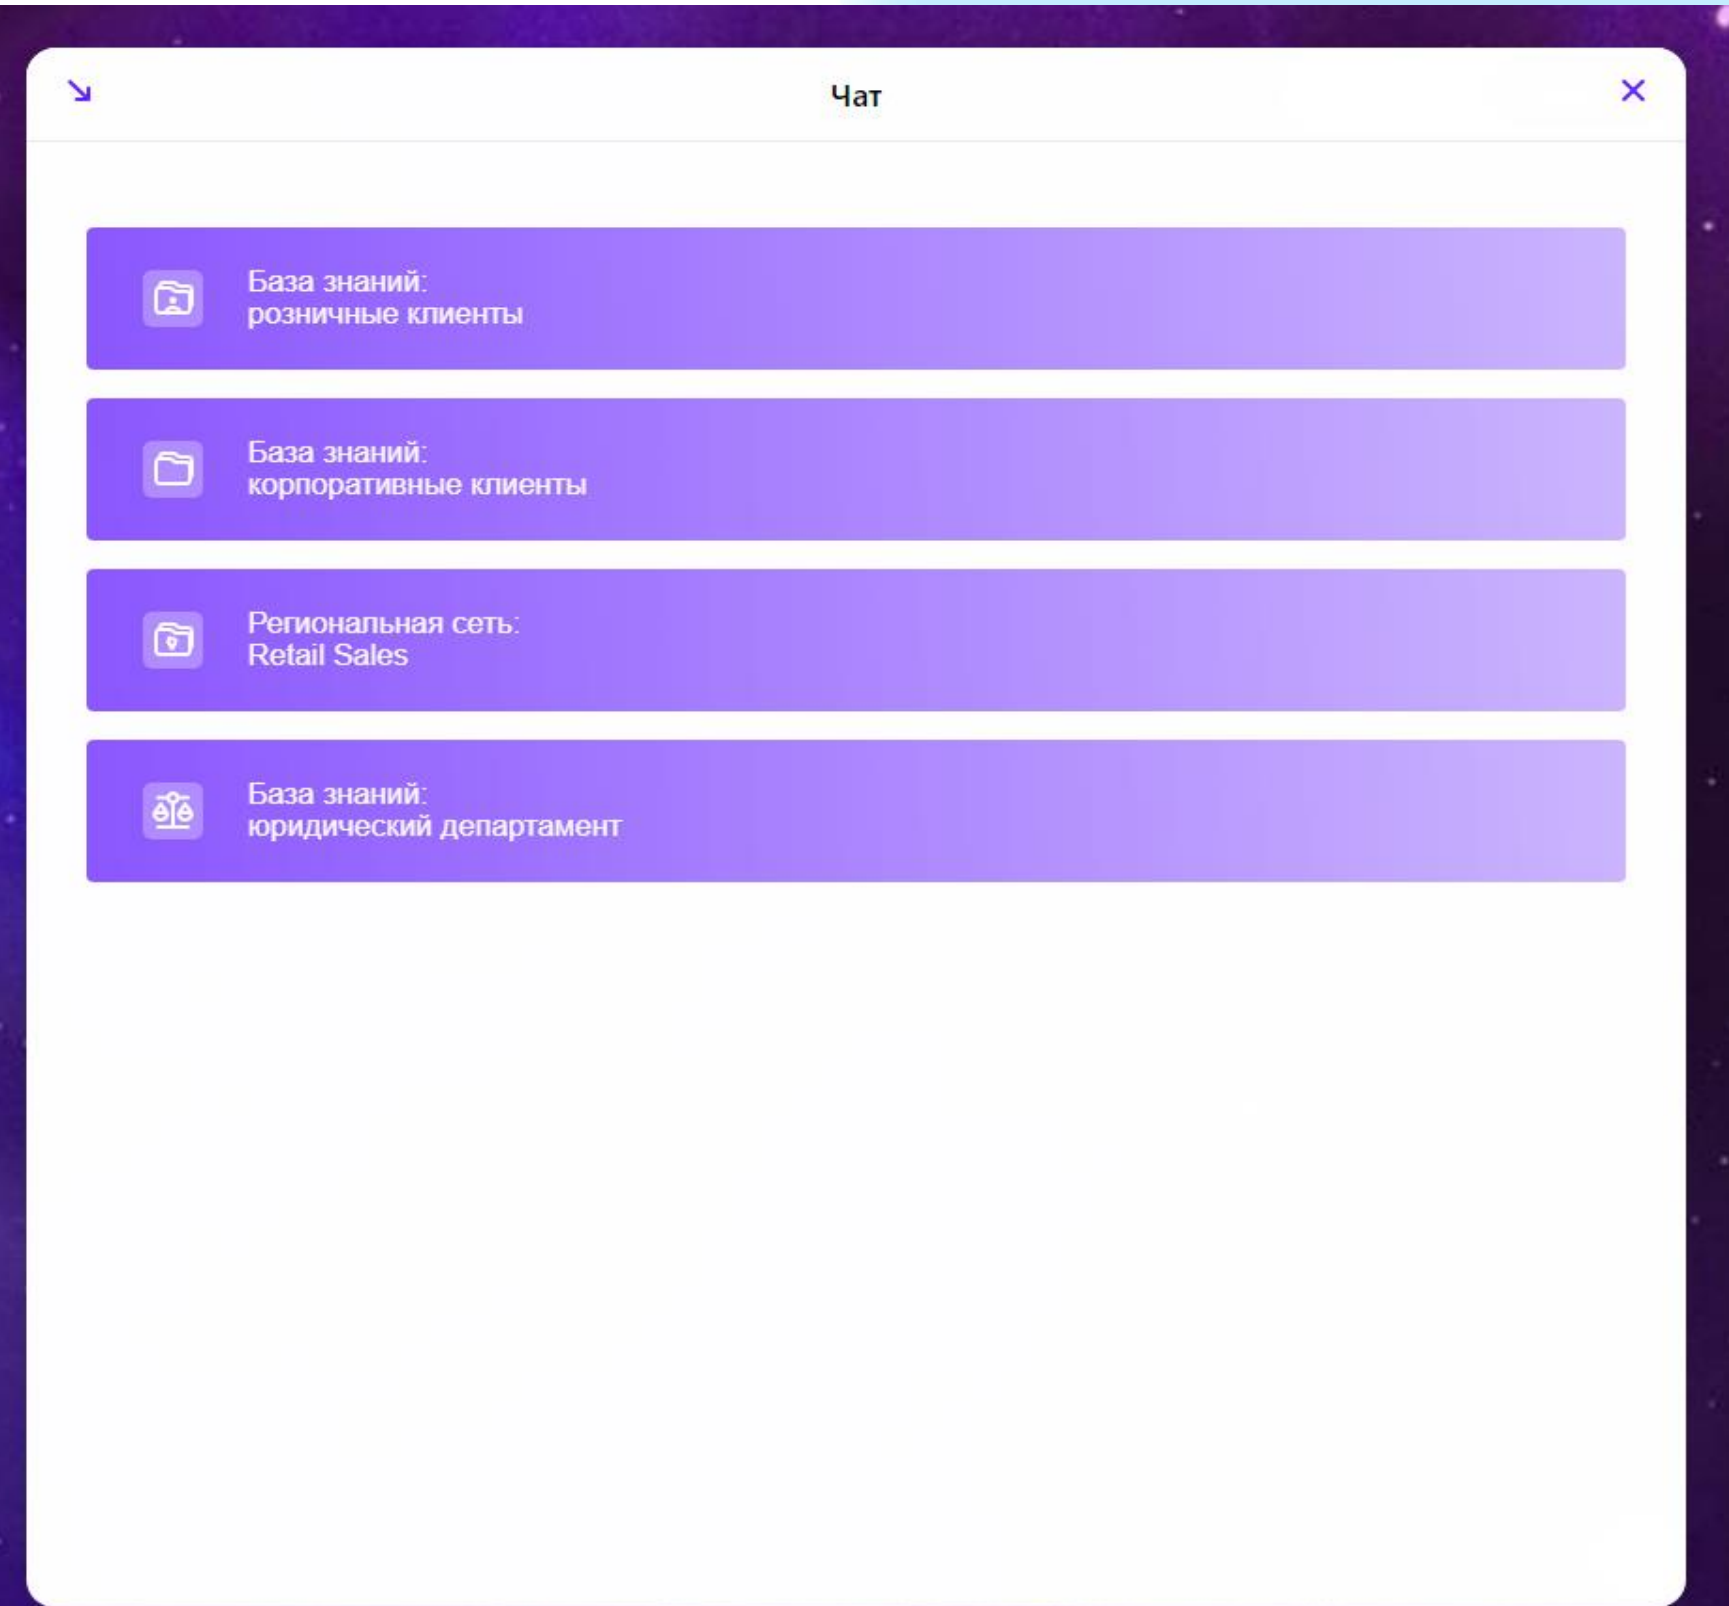 Чат
База знаний:
розничные клиенты
База знаний:
корпоративные клиенты
Региональная сеть:
Retail Sales
База знаний:
юридический департамент